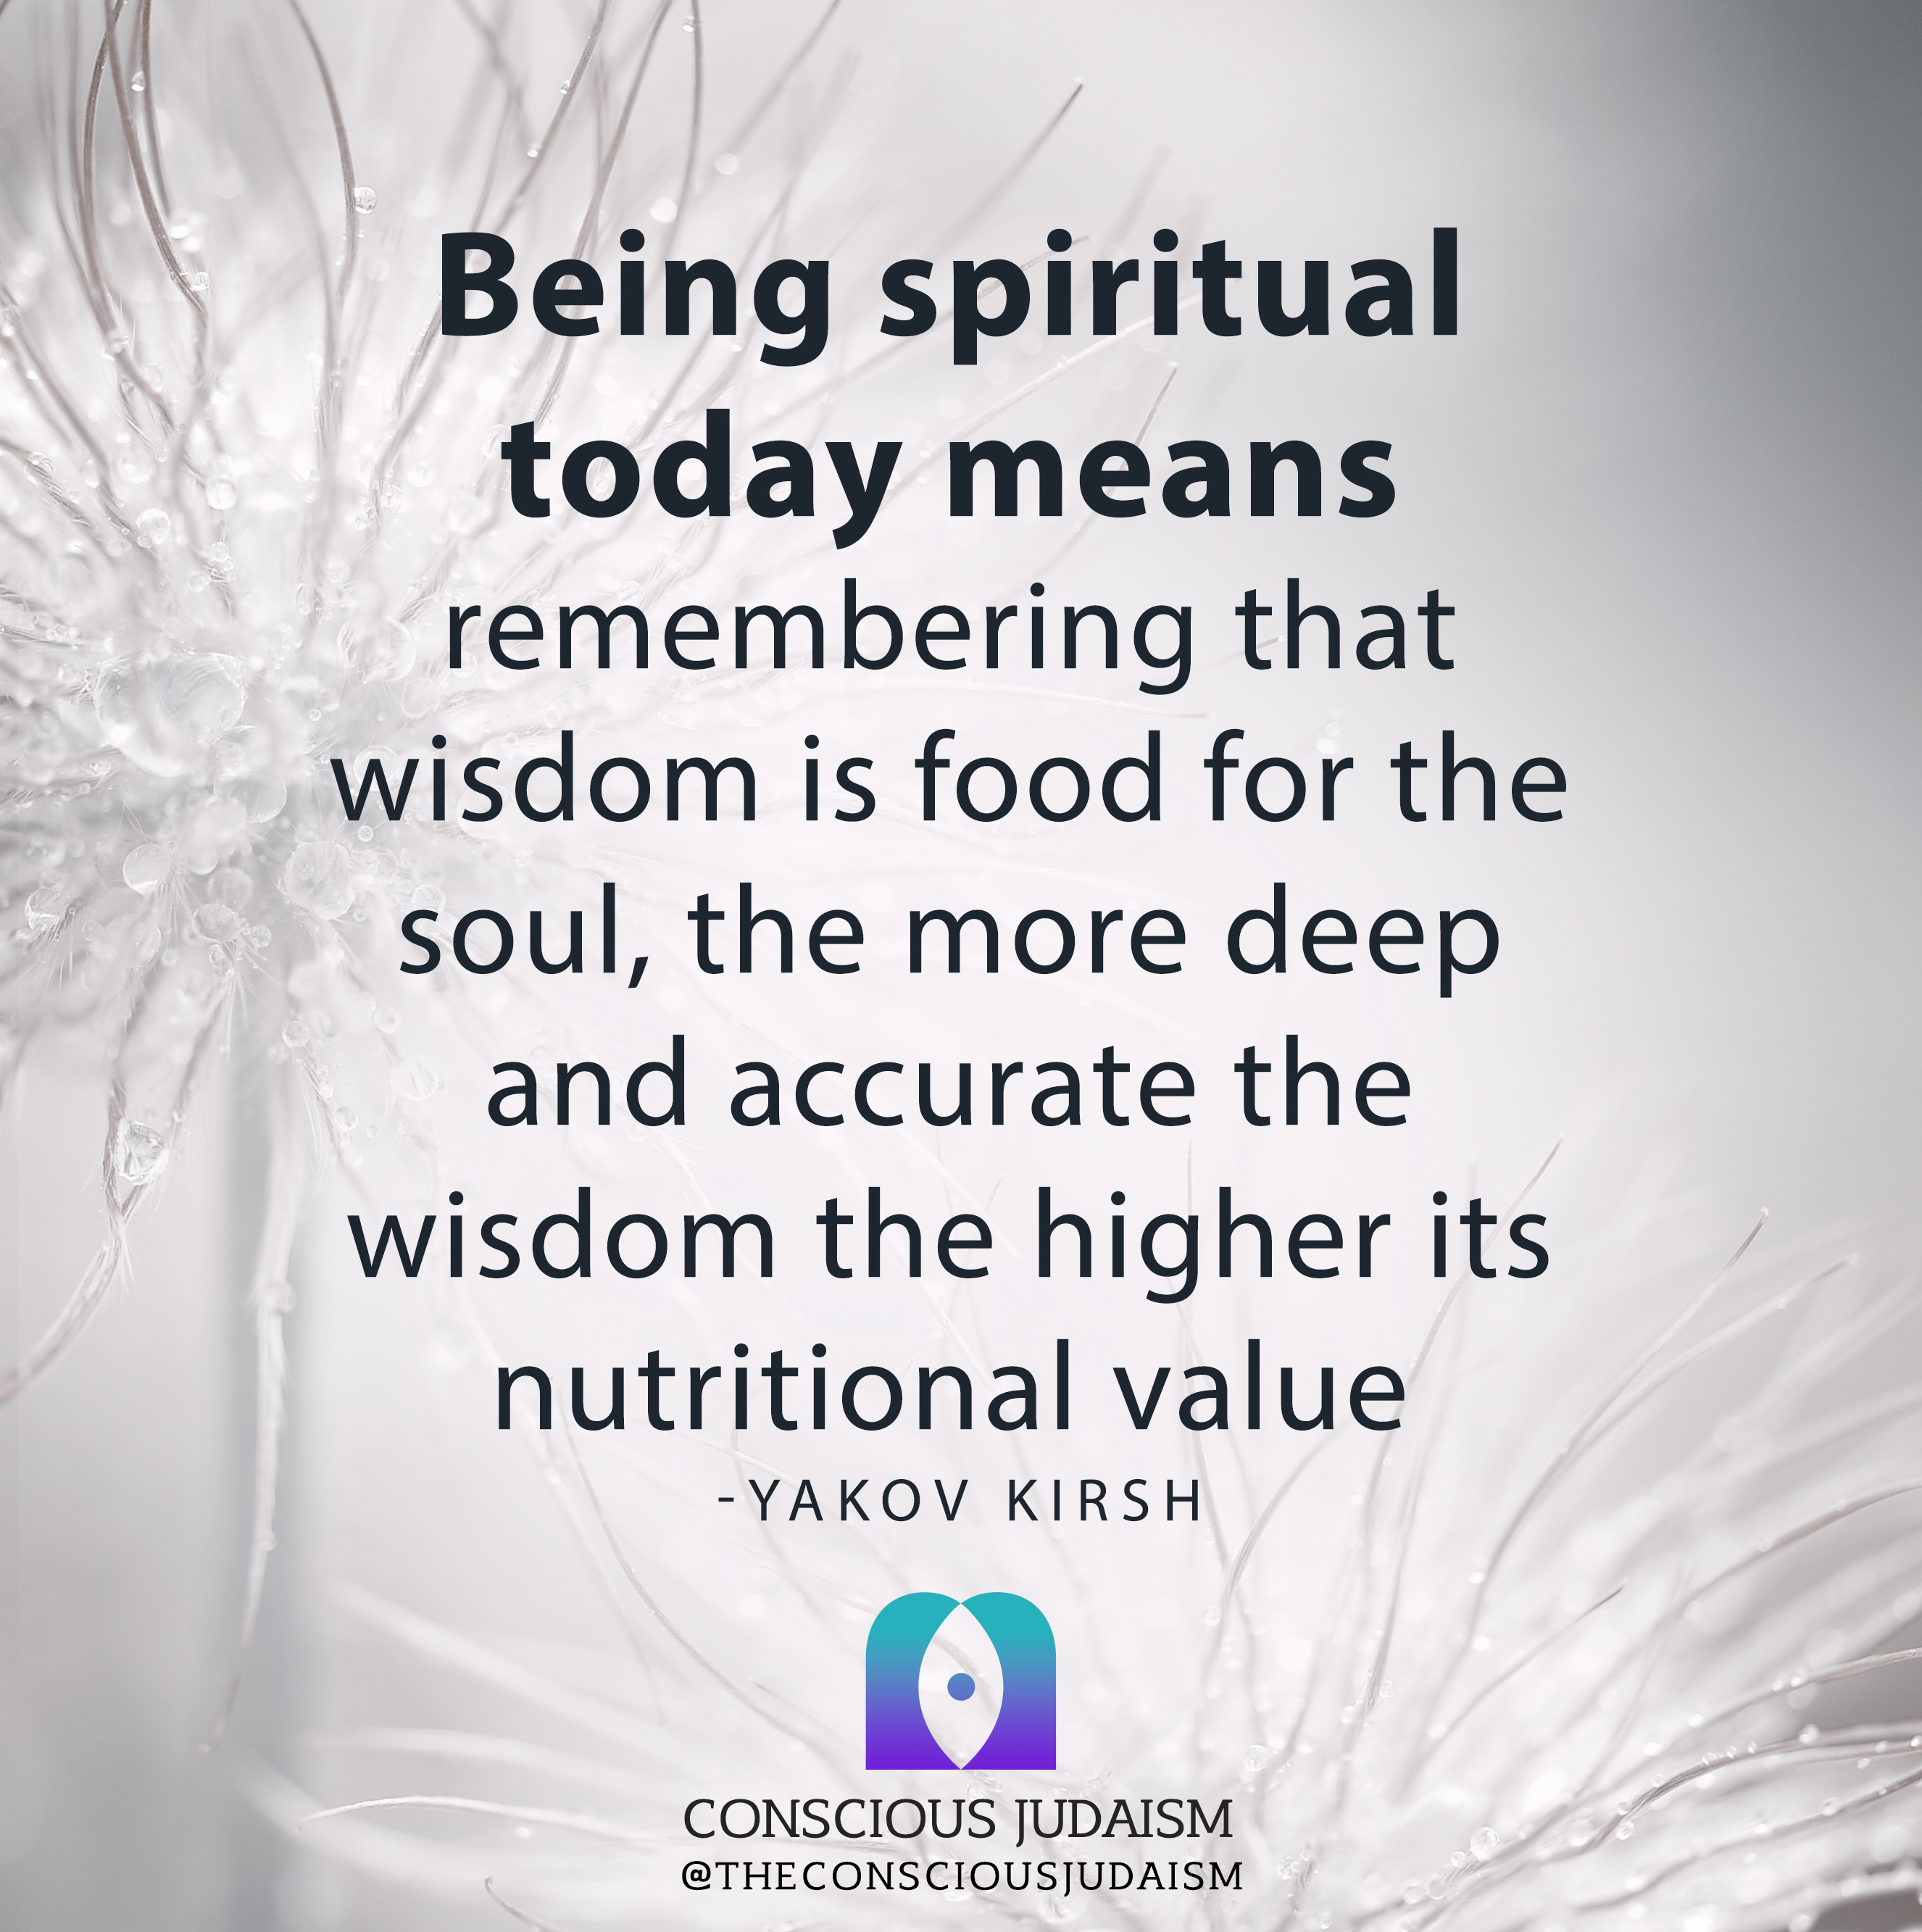 Being spiritual
today means
remembering that
wisdom is food for the
soul, the more deep
and accurate the
wisdom the higher its
nutritional value
-YAKOV KIRSH
CONSCIOUS JUDAISM
@THECONSCIOUSJUDAISM